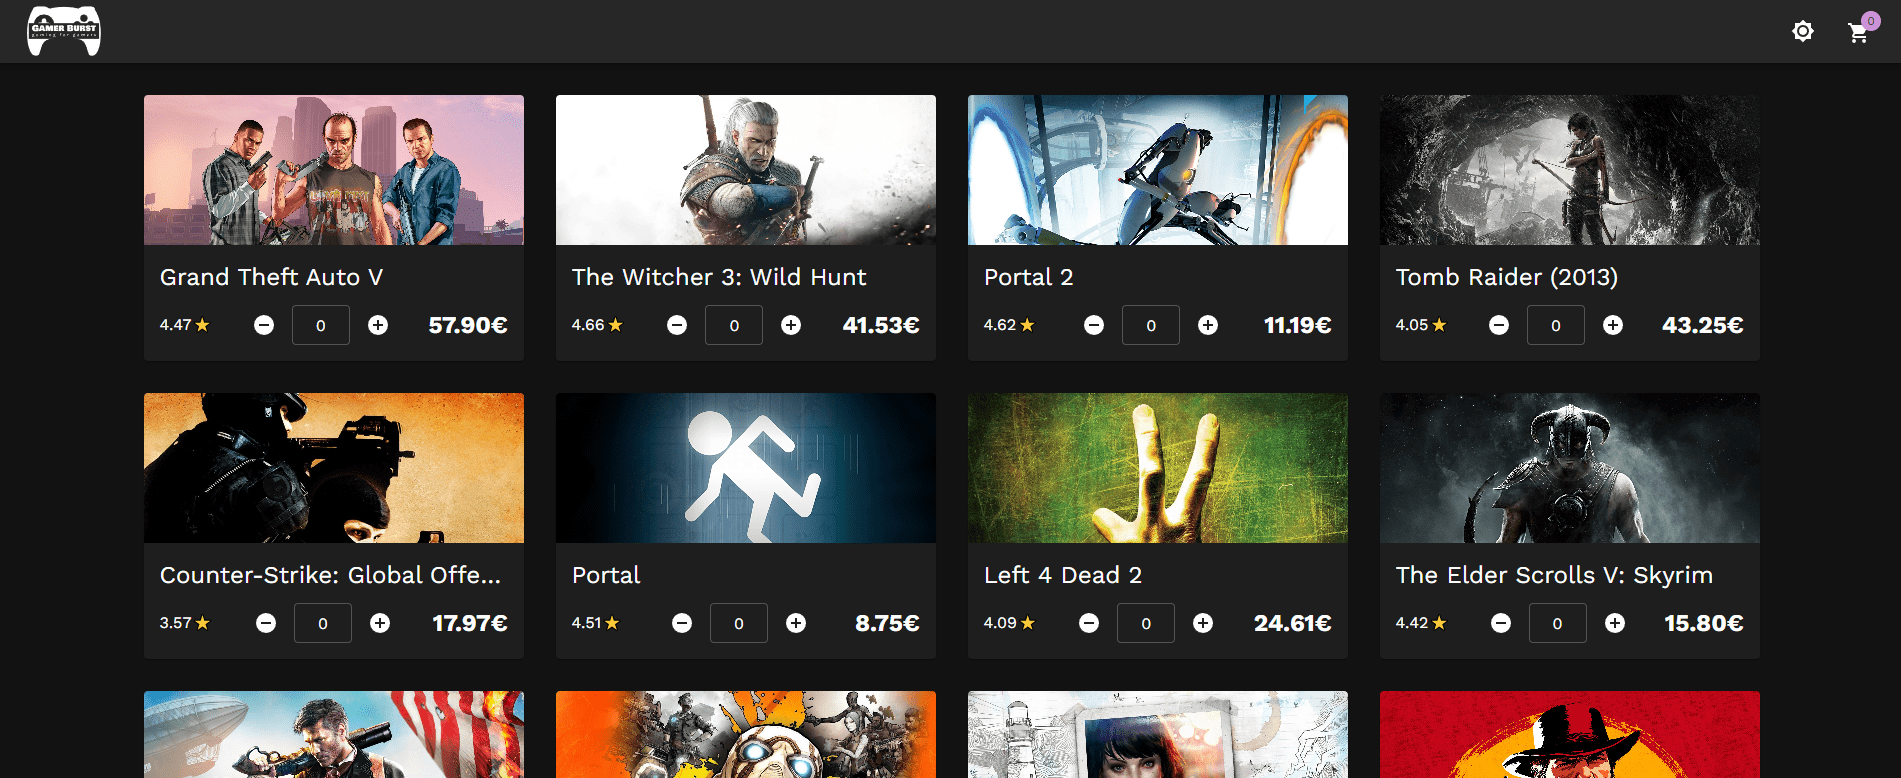 GAMER BURST
gaming for gamers
0
Grand Theft Auto V
4.47 0 57.90€
The Witcher 3: Wild Hunt
4.66 0 41.53€
Portal 2
4.62 0 11.19€
Tomb Raider (2013)
4.05 0 43.25€
Counter-Strike: Global Offe...
3.57 0 17.97€
Portal
4.51 0 8.75€
Left 4 Dead 2
4.09 0 24.61€
The Elder Scrolls V: Skyrim
4.42 0 15.80€